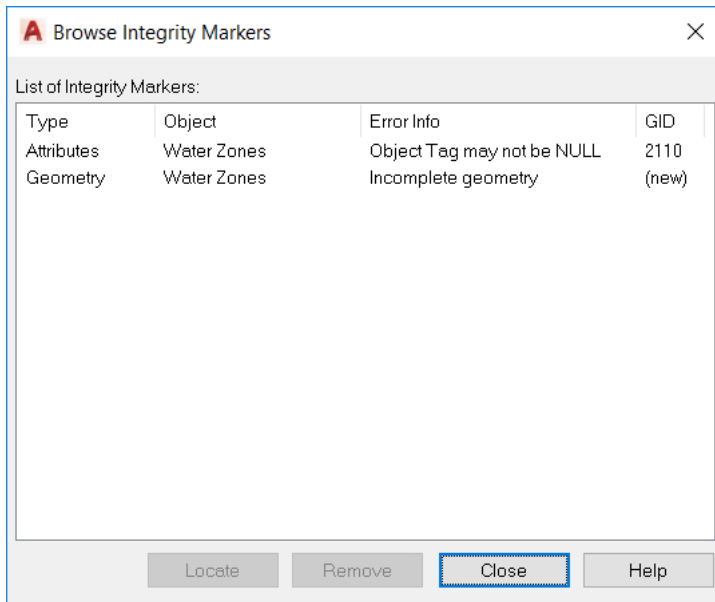 Browse Integrity Markers
List of Integrity Markers:
Type Object Error Info GID
Attributes Water Zones Object Tag may not be NULL 2110
Geometry Water Zones Incomplete geometry (new)
Locate Remove Close Help